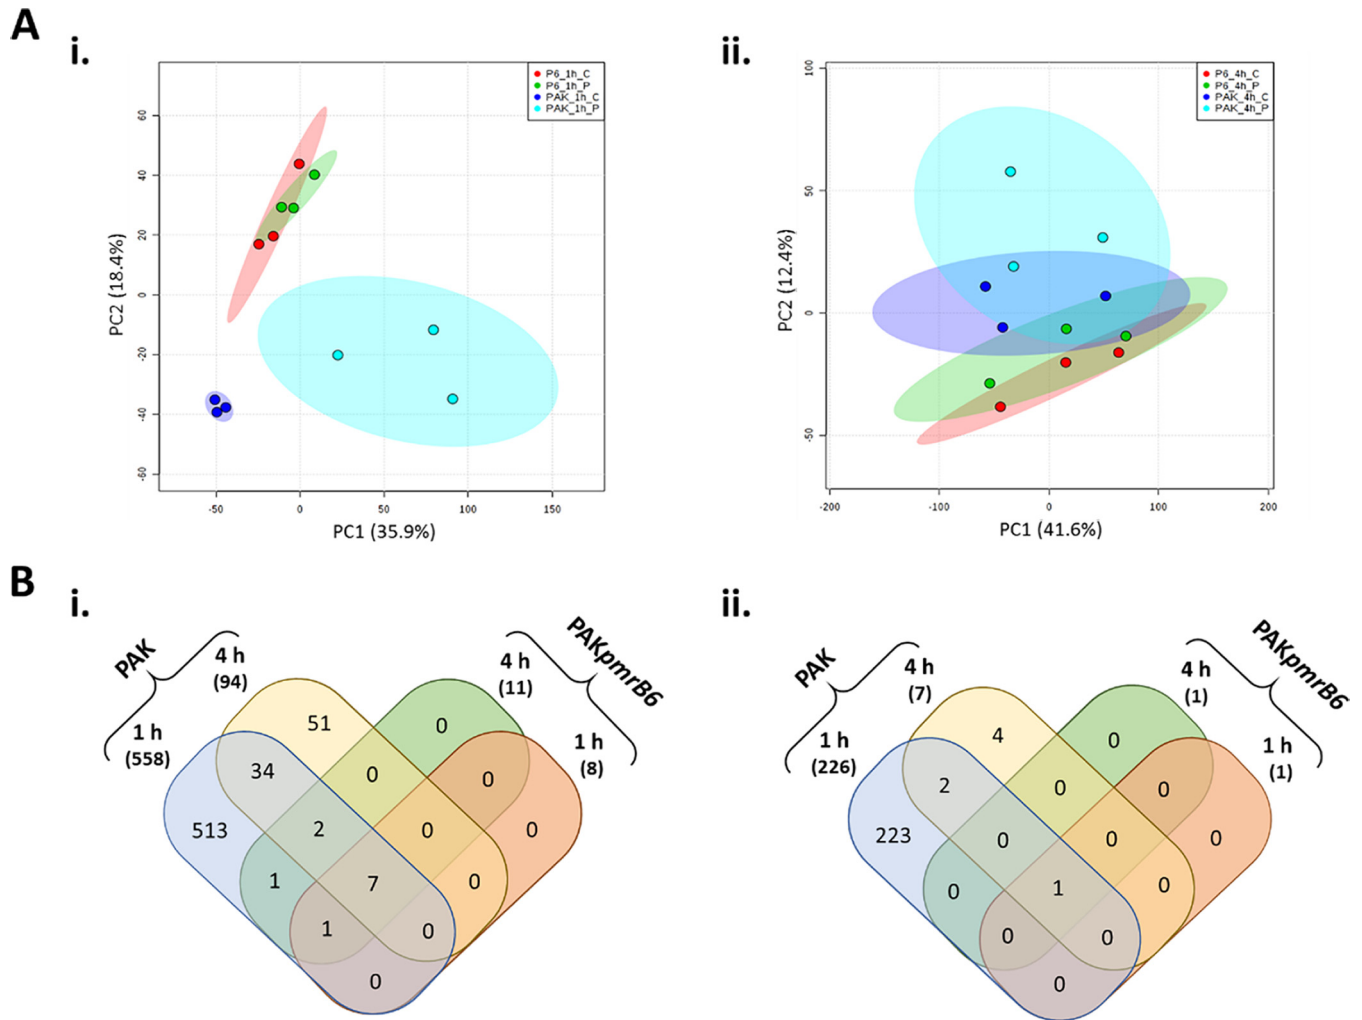 A
i.
P6_1h_C
P6_1h_P
PAK_1h_C
PAK_1h_P
60
40
20
0
-20
-40
-60
PC2 (18.4%)
-50
0
50
100
150
PC1 (35.9%)
ii.
P6_4h_C
P6_4h_P
PAK_4h_C
PAK_4h_P
100
50
0
-50
PC2 (12.4%)
-200
-100
0
100
200
PC1 (41.6%)
B
i.
PAK
4 h
(94)
1 h
(558)
PAKpmrB6
4 h
(11)
1 h
(8)
51
0
34
0
0
513
2
0
0
1
7
0
1
0
0
ii.
PAK
4 h
(7)
1 h
(226)
PAKpmrB6
4 h
(1)
1 h
(1)
4
0
2
0
0
223
0
0
0
0
1
0
0
0
0